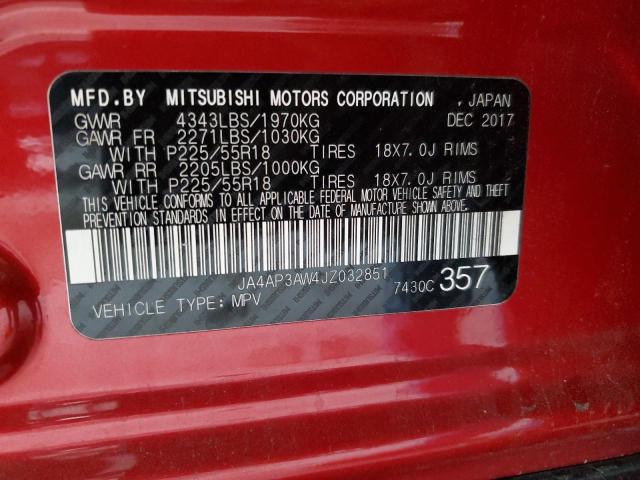 MFD.BY MITSUBISHI MOTORS CORPORATION , JAPAN
GVWR 4343LBS/1970KG DEC 2017
GAWR FR 2271LBS/1030KG
WITH P225/55R18 TIRES 18X7.0J RIMS
GAWR RR 2205LBS/1000KG
WITH P225/55R18 TIRES 18X7.0J RIMS
THIS VEHICLE CONFORMS TO ALL APPLICABLE FEDERAL MOTOR VEHICLE SAFETY AND THEFT
PREVENTION STANDARDS IN EFFECT ON THE DATE OF MANUFACTURE SHOWN ABOVE.
JA4AP3AW4JZ032851 7430C 357
VEHICLE TYPE: MPV